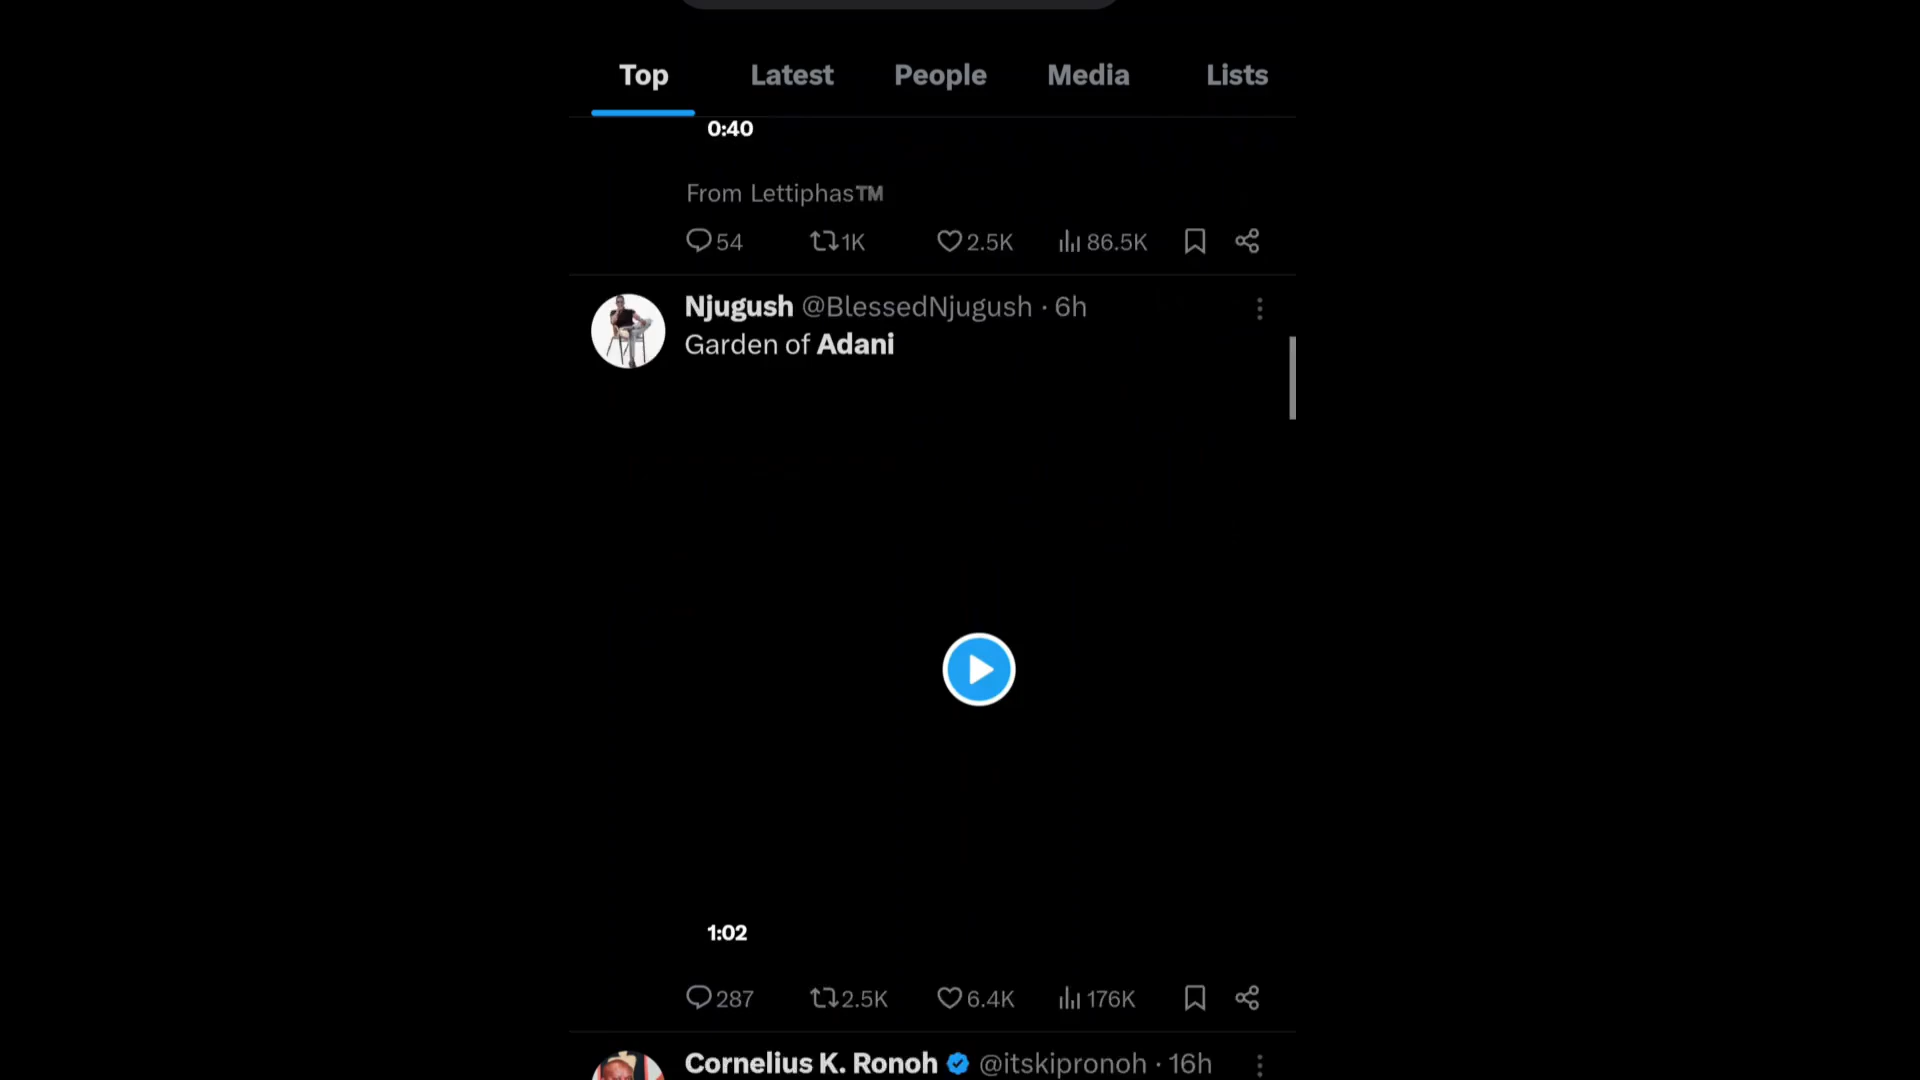 Top Latest People Media Lists
0:40
From Lettiphas™
54 1K 2.5K 86.5K
Njugush @BlessedNjugush · 6h
Garden of Adani
1:02
287 2.5K 6.4K 176K
Cornelius K. Ronoh @itskipronoh · 16h